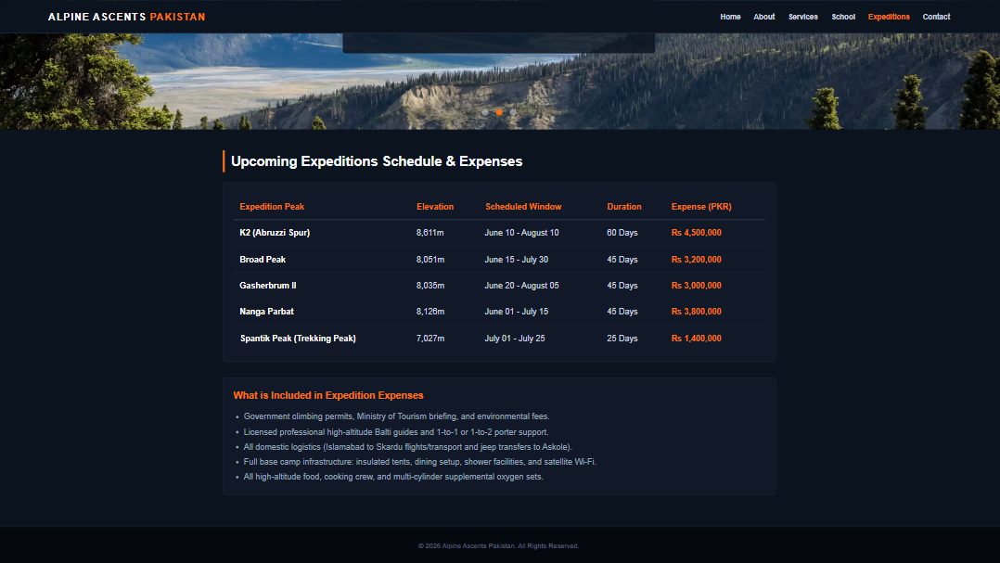 ALPINE ASCENTS PAKISTAN
Home About Services School Expeditions Contact
Upcoming Expeditions Schedule & Expenses
Expedition Peak Elevation Scheduled Window Duration Expense (PKR)
K2 (Abruzzi Spur) 8,611m June 10 - August 10 60 Days Rs 4,500,000
Broad Peak 8,051m June 15 - July 30 45 Days Rs 3,200,000
Gasherbrum II 8,035m June 20 - August 05 45 Days Rs 3,000,000
Nanga Parbat 8,126m June 01 - July 15 45 Days Rs 3,800,000
Spantik Peak (Trekking Peak) 7,027m July 01 - July 25 25 Days Rs 1,400,000
What is Included in Expedition Expenses
• Government climbing permits, Ministry of Tourism briefing, and environmental fees.
• Licensed professional high-altitude Balti guides and 1-to-1 or 1-to-2 porter support.
• All domestic logistics (Islamabad to Skardu flights/transport and jeep transfers to Askole).
• Full base camp infrastructure: insulated tents, dining setup, shower facilities, and satellite Wi-Fi.
• All high-altitude food, cooking crew, and multi-cylinder supplemental oxygen sets.
© 2026 Alpine Ascents Pakistan. All Rights Reserved.